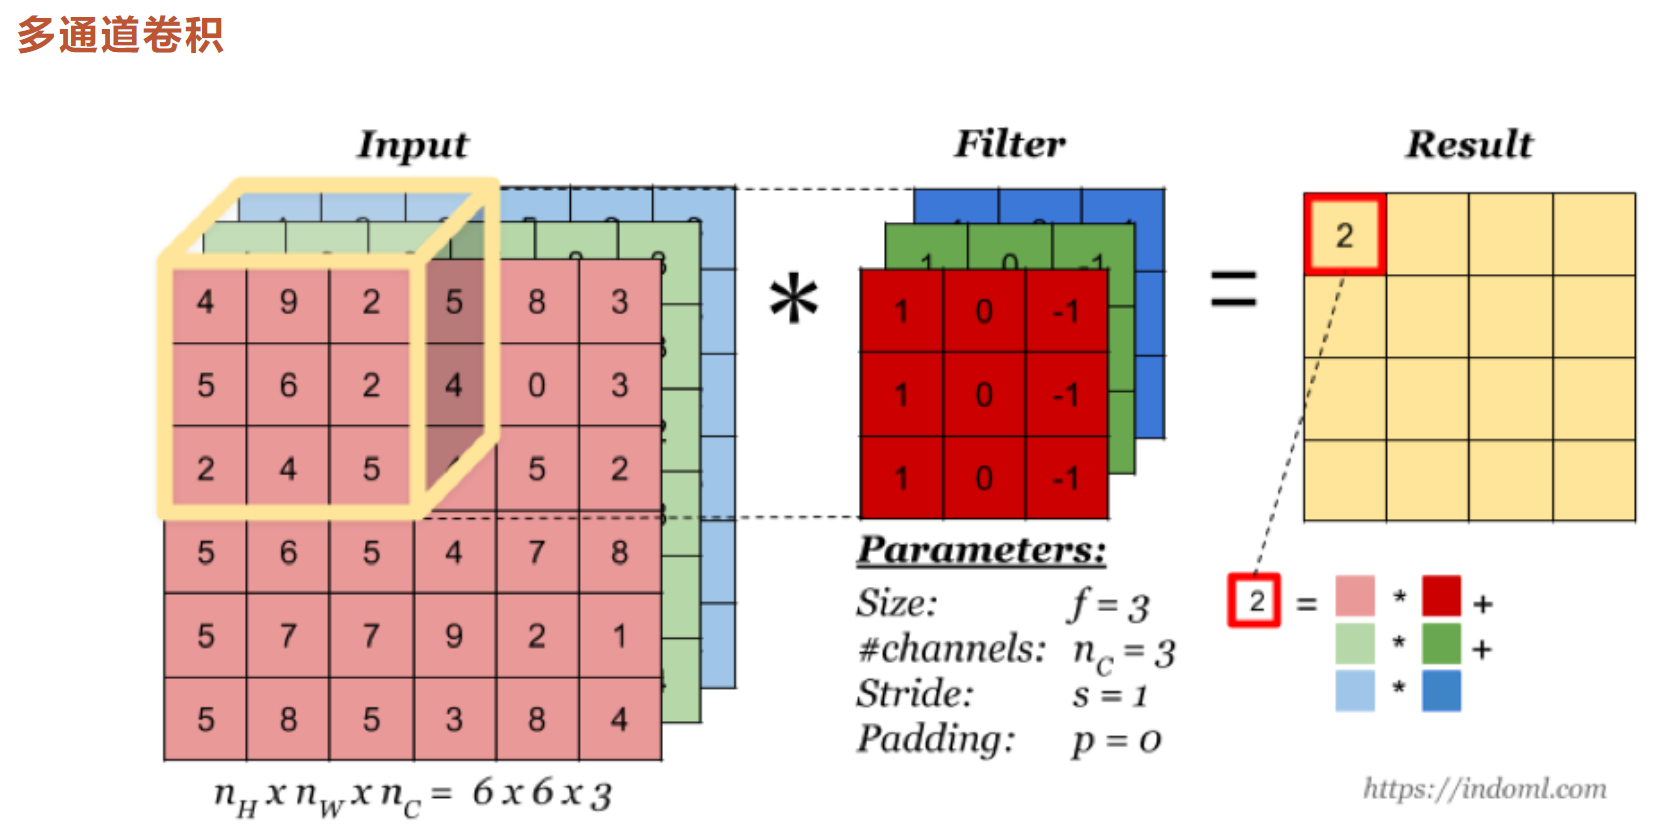 多通道卷积
Input Filter Result
4 9 2 5 8 3
5 6 2 4 0 3
2 4 5 5 2
5 6 5 4 7 8
5 7 7 9 2 1
5 8 5 3 8 4
nH x nW x nC = 6 x 6 x 3
*
1 0 -1
1 0 -1
1 0 -1
1 0 -1
=
2
Parameters:
Size: f = 3
#channels: nC = 3
Stride: s = 1
Padding: p = 0
2 = * +
* +
*
https://indoml.com